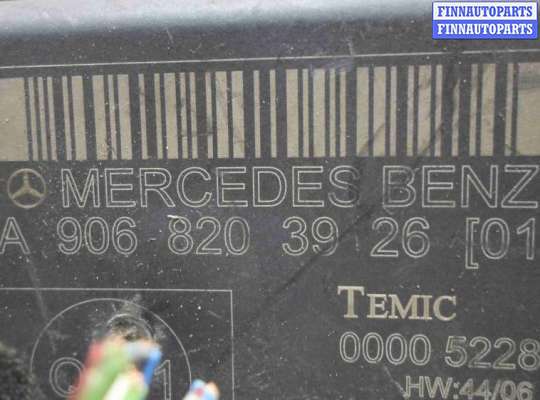 FINNAUTOPARTS
FINNAUTOPARTS
MERCEDES BENZ
A 906 820 39 26 [01
TEMIC
0000 5228
HW:44/06